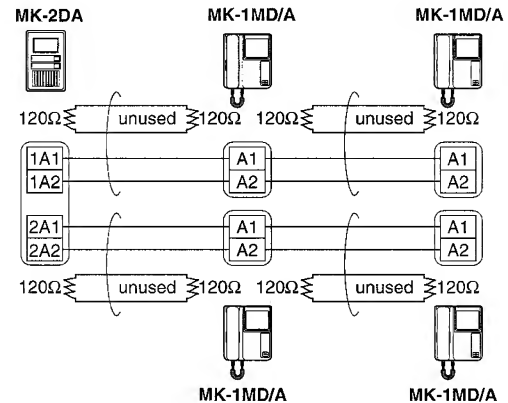 MK-2DA MK-1MD/A MK-1MD/A
120Ω unused 120Ω 120Ω unused 120Ω
1A1 A1 A1
1A2 A2 A2
2A1 A1 A1
2A2 A2 A2
120Ω unused 120Ω 120Ω unused 120Ω
MK-1MD/A MK-1MD/A